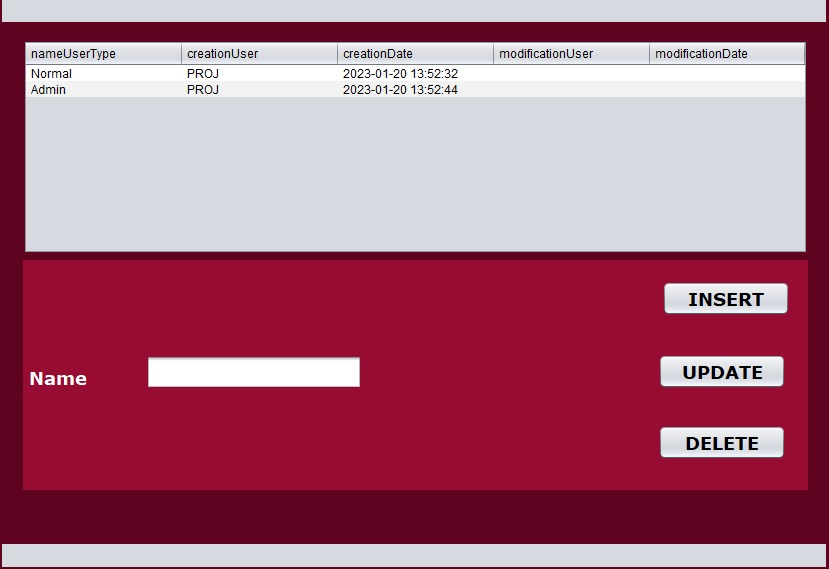 nameUserType creationUser creationDate modificationUser modificationDate
Normal PROJ 2023-01-20 13:52:32
Admin PROJ 2023-01-20 13:52:44
INSERT
Name
UPDATE
DELETE